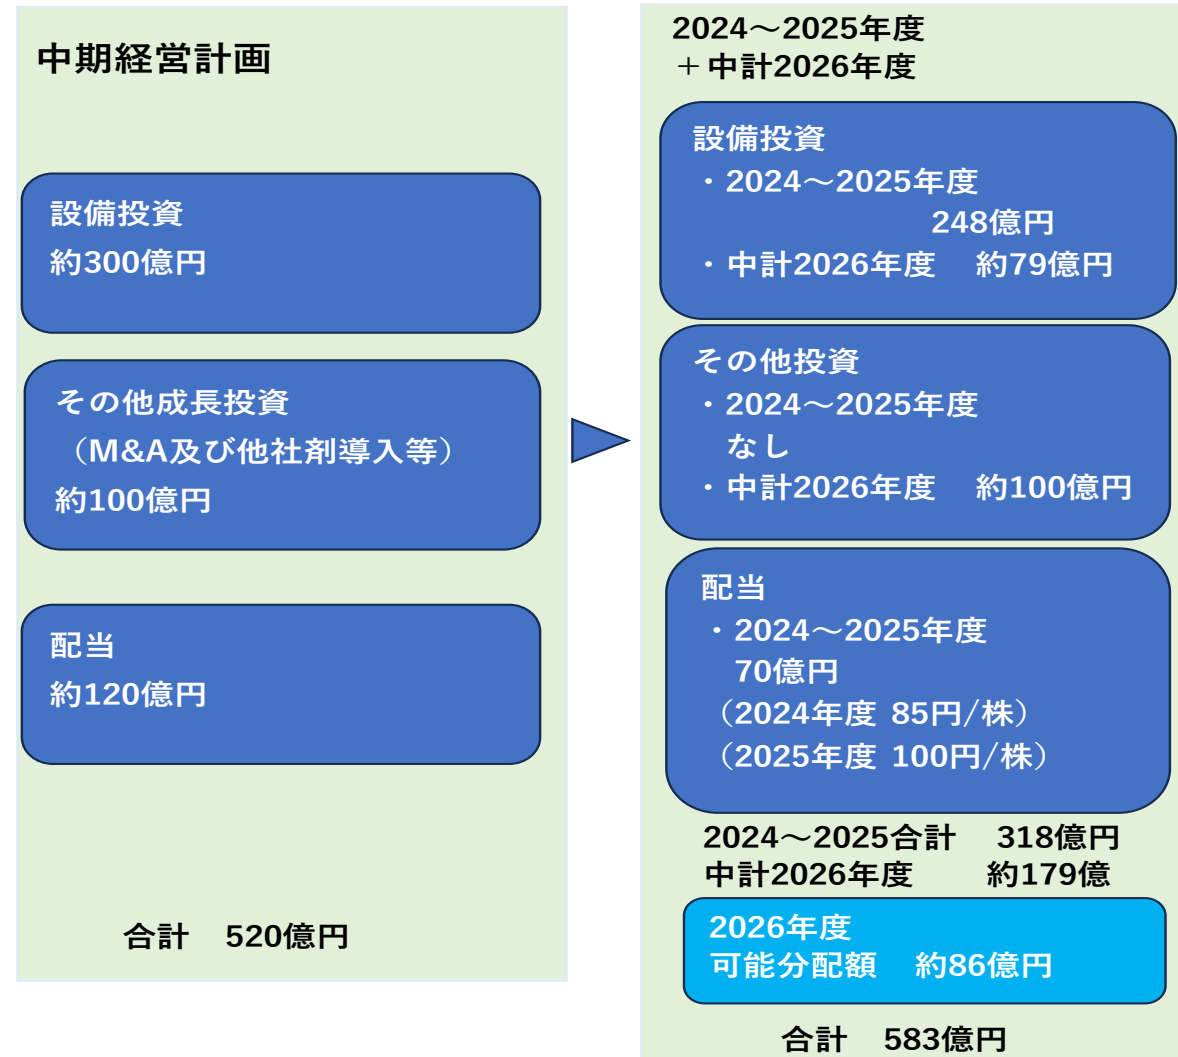 中期経営計画
設備投資
約300億円
その他成長投資
（M&A及び他社剤導入等）
約100億円
配当
約120億円
合計　520億円
2024～2025年度
＋中計2026年度
設備投資
・2024～2025年度
248億円
・中計2026年度　約79億円
その他投資
・2024～2025年度
なし
・中計2026年度　約100億円
配当
・2024～2025年度
70億円
（2024年度 85円/株）
（2025年度 100円/株）
2024～2025合計　318億円
中計2026年度　　約179億
2026年度
可能分配額　約86億円
合計　583億円